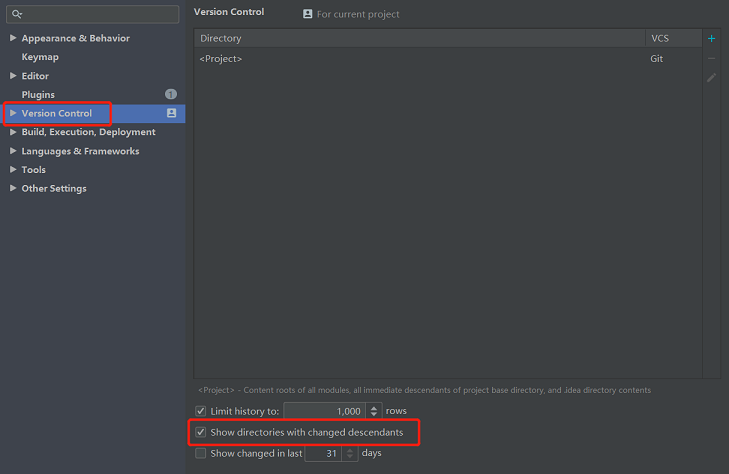 Appearance & Behavior
Keymap
Editor
Plugins
1
Version Control
Build, Execution, Deployment
Languages & Frameworks
Tools
Other Settings
Version Control
For current project
Directory
VCS
<Project>
Git
<Project> – Content roots of all modules, all immediate descendants of project base directory, and .idea directory contents
Limit history to: 1,000 rows
Show directories with changed descendants
Show changed in last 31 days